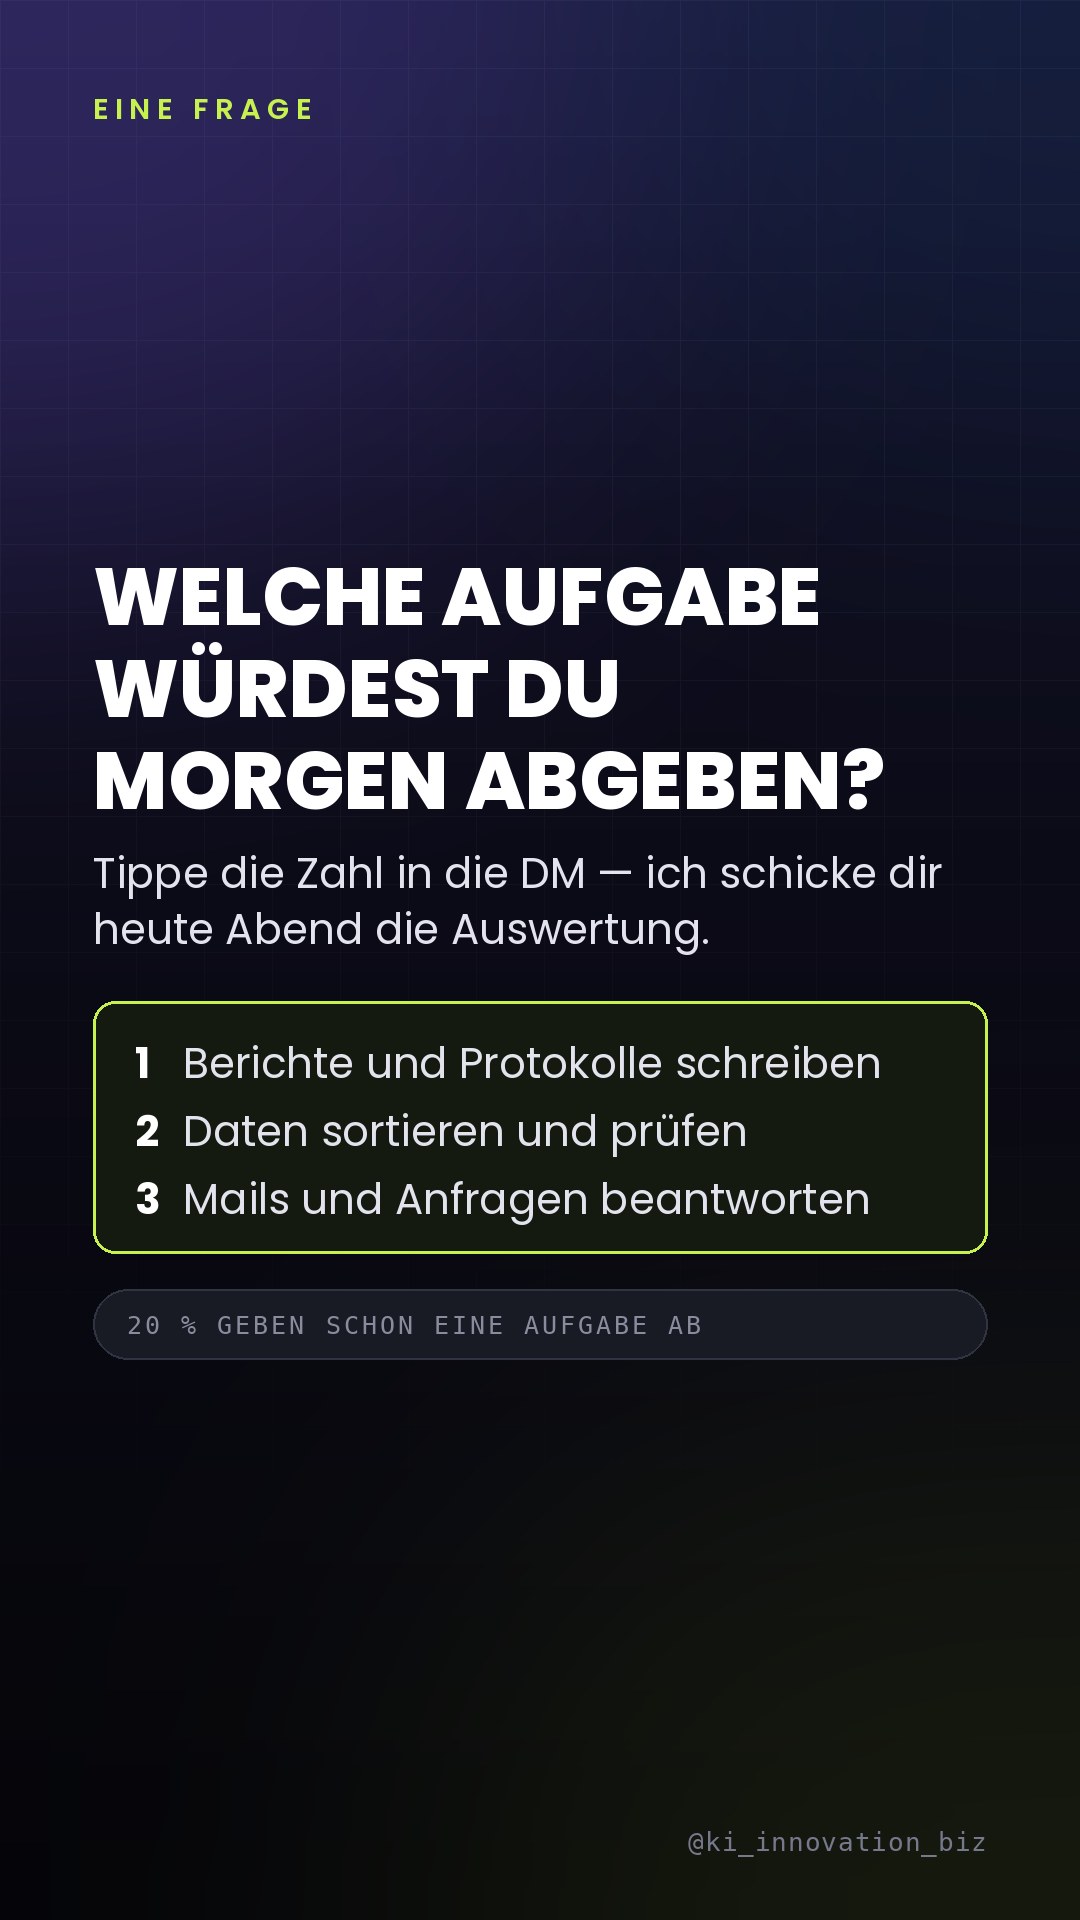 EINE FRAGE
WELCHE AUFGABE
WÜRDEST DU
MORGEN ABGEBEN?
Tippe die Zahl in die DM — ich schicke dir
heute Abend die Auswertung.
1 Berichte und Protokolle schreiben
2 Daten sortieren und prüfen
3 Mails und Anfragen beantworten
20 % GEBEN SCHON EINE AUFGABE AB
@ki_innovation_biz